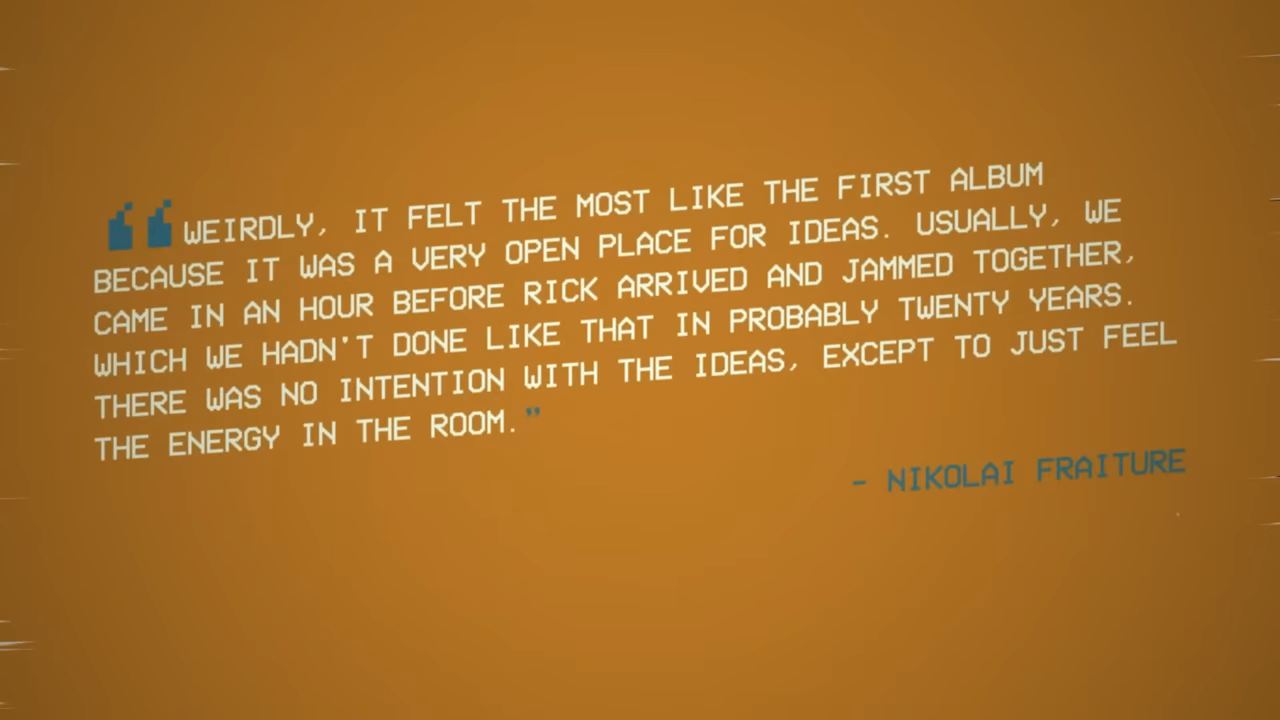 “WEIRDLY, IT FELT THE MOST LIKE THE FIRST ALBUM
BECAUSE IT WAS A VERY OPEN PLACE FOR IDEAS. USUALLY, WE
CAME IN AN HOUR BEFORE RICK ARRIVED AND JAMMED TOGETHER,
WHICH WE HADN'T DONE LIKE THAT IN PROBABLY TWENTY YEARS.
THERE WAS NO INTENTION WITH THE IDEAS, EXCEPT TO JUST FEEL
THE ENERGY IN THE ROOM.”
- NIKOLAI FRAITURE